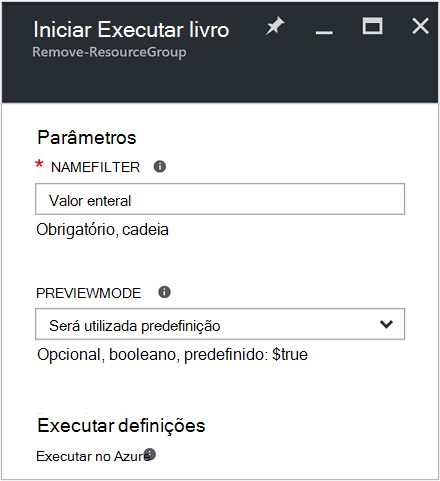 Iniciar Executar livro
Remove-ResourceGroup
Parâmetros
* NAMEFILTER
Valor enteral
Obrigatório, cadeia
PREVIEWMODE
Será utilizada predefinição
Opcional, booleano, predefinido: $true
Executar definições
Executar no Azure